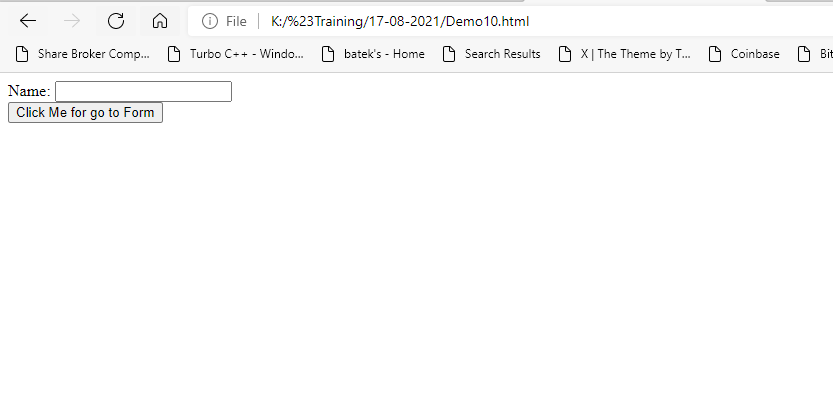 File K:/%23Training/17-08-2021/Demo10.html
Share Broker Comp... Turbo C++ - Windo... batek's - Home Search Results X | The Theme by T... Coinbase Bit
Name:
Click Me for go to Form